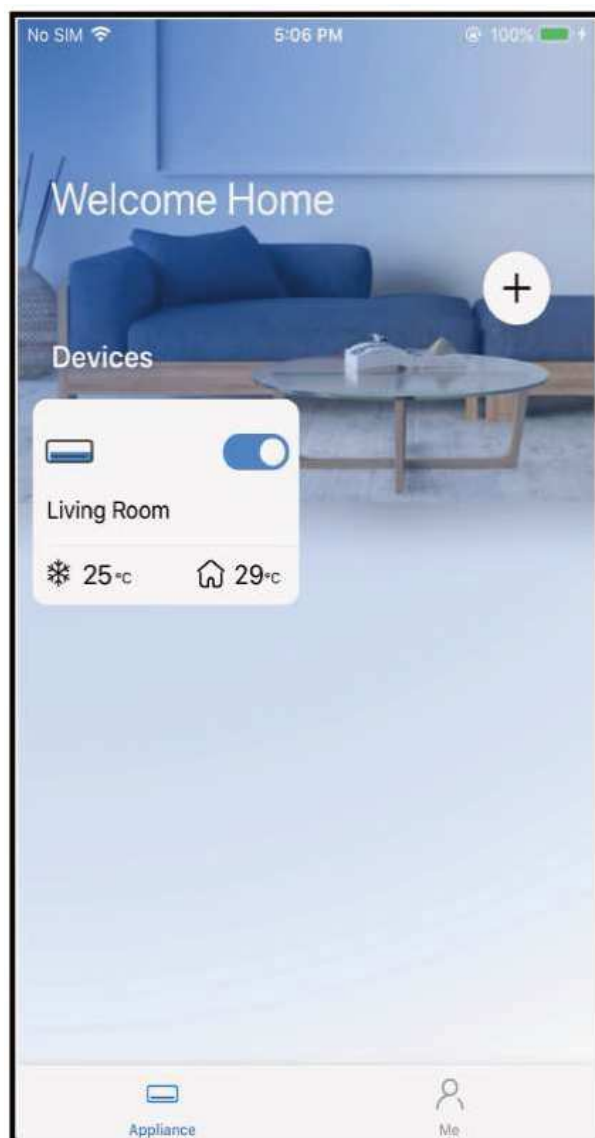 No SIM 5:06 PM 100%
Welcome Home
+
Devices
Living Room
25°C 29°C
Appliance Me